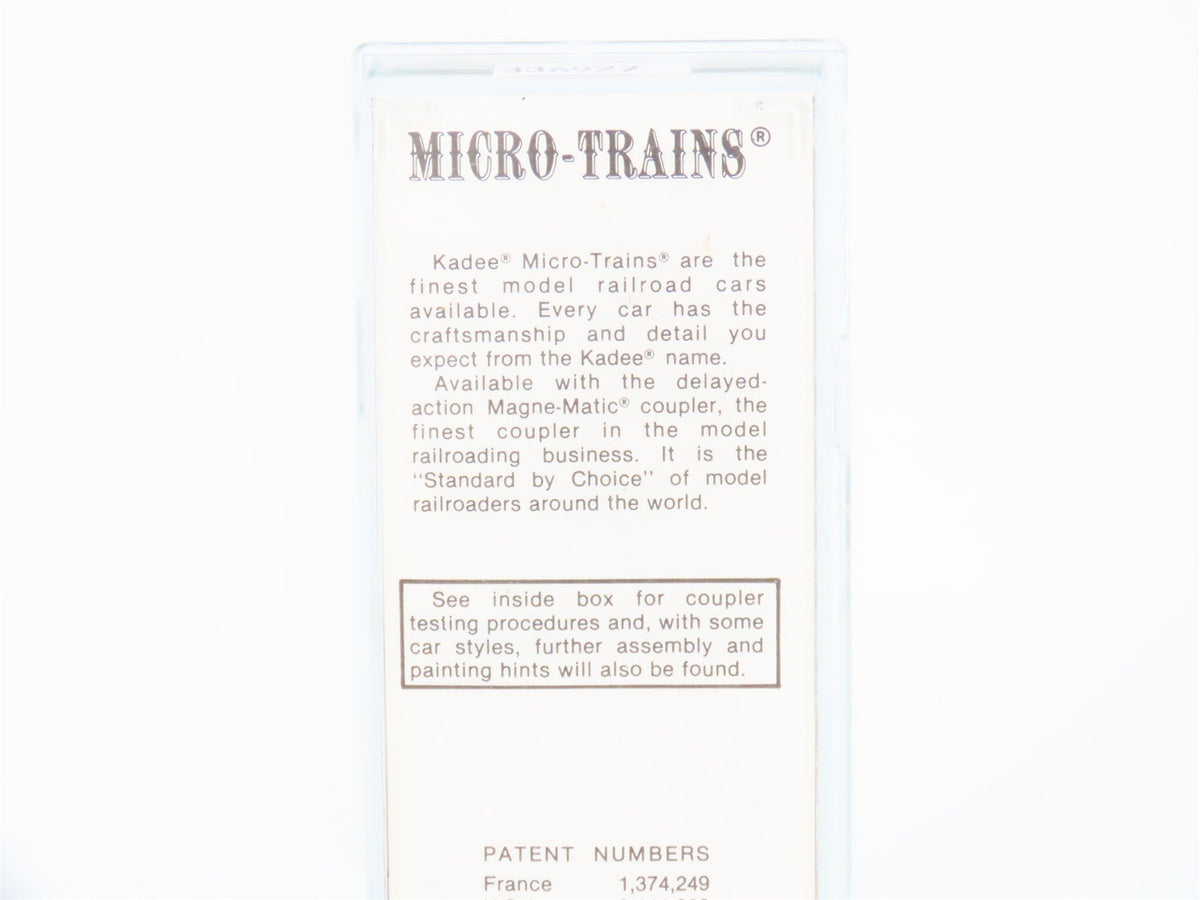 336927
MICRO-TRAINS®
Kadee® Micro-Trains® are the
finest model railroad cars
available. Every car has the
craftsmanship and detail you
expect from the Kadee® name.
Available with the delayed-
action Magne-Matic® coupler, the
finest coupler in the model
railroading business. It is the
“Standard by Choice” of model
railroaders around the world.
See inside box for coupler
testing procedures and, with some
car styles, further assembly and
painting hints will also be found.
PATENT NUMBERS
France 1,374,249